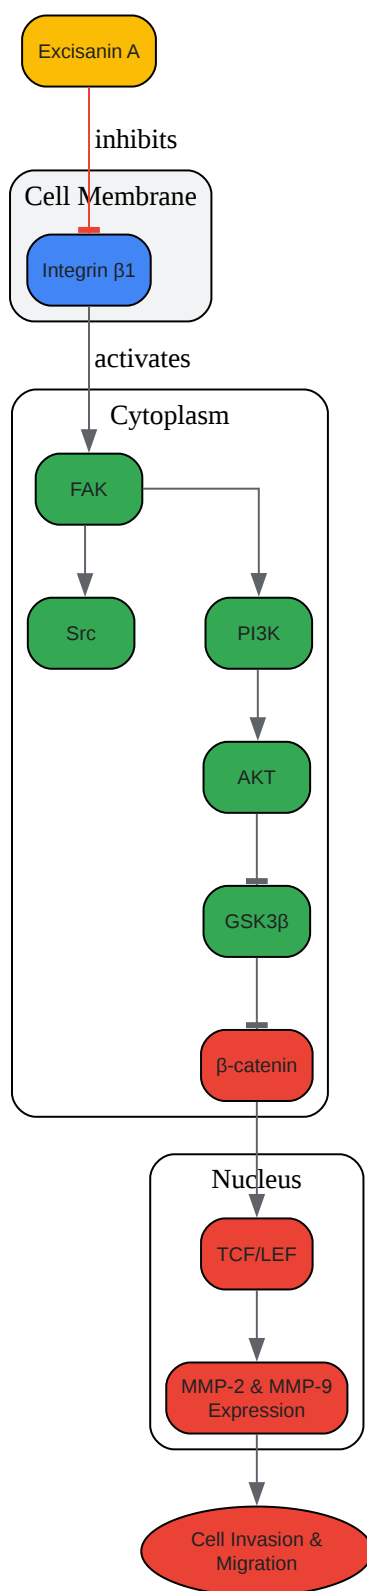 Excisanin A
inhibits
Cell Membrane
Integrin β1
activates
Cytoplasm
FAK
Src
PI3K
AKT
GSK3β
β-catenin
Nucleus
TCF/LEF
MMP-2 & MMP-9
Expression
Cell Invasion &
Migration